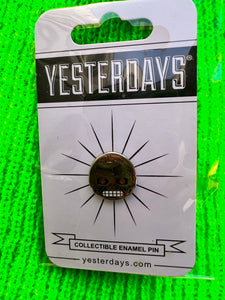 YESTERDAYS®
COLLECTIBLE ENAMEL PIN
yesterdays.com